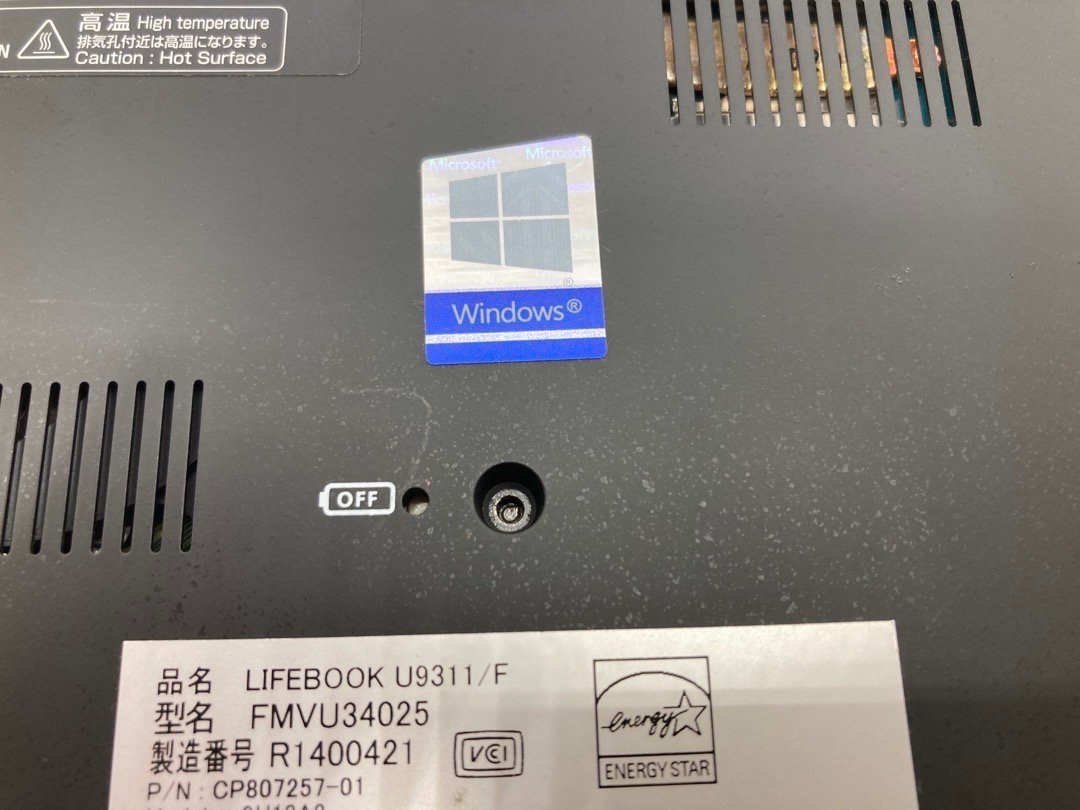 高温 High temperature
排気孔付近は高温になります。
Caution : Hot Surface
Microsoft
Microsoft
Windows®
OFF
品名 LIFEBOOK U9311/F
型名 FMVU34025
製造番号 R1400421
P/N : CP807257-01
VCCI
energy
ENERGY STAR